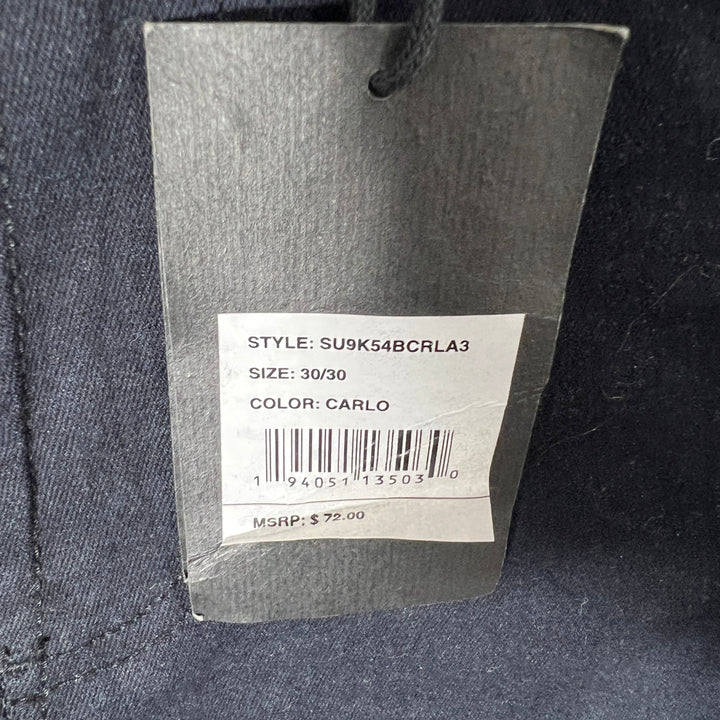 STYLE: SU9K54BCRLA3
SIZE: 30/30
COLOR: CARLO
1 94051 13503 0
MSRP: $ 72.00